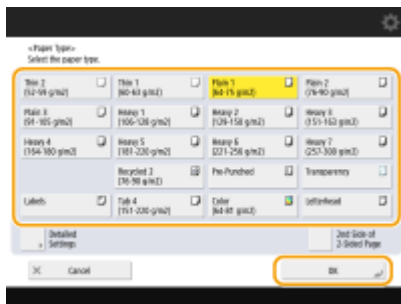 <Paper Type>
Select the paper type.
Thin 2
(52-59 g/m2)
Thin 1
(60-63 g/m2)
Plain 1
(64-75 g/m2)
Plain 2
(76-90 g/m2)
Plain 3
(91-105 g/m2)
Heavy 1
(106-128 g/m2)
Heavy 2
(129-150 g/m2)
Heavy 3
(151-163 g/m2)
Heavy 4
(164-180 g/m2)
Heavy 5
(181-220 g/m2)
Heavy 6
(221-256 g/m2)
Heavy 7
(257-300 g/m2)
Recycled 2
(76-90 g/m2)
Pre-Punched
Transparency
Labels
Tab 4
(151-220 g/m2)
Color
(64-81 g/m2)
Letterhead
Detailed
Settings
2nd Side of
2-Sided Page
Cancel
OK